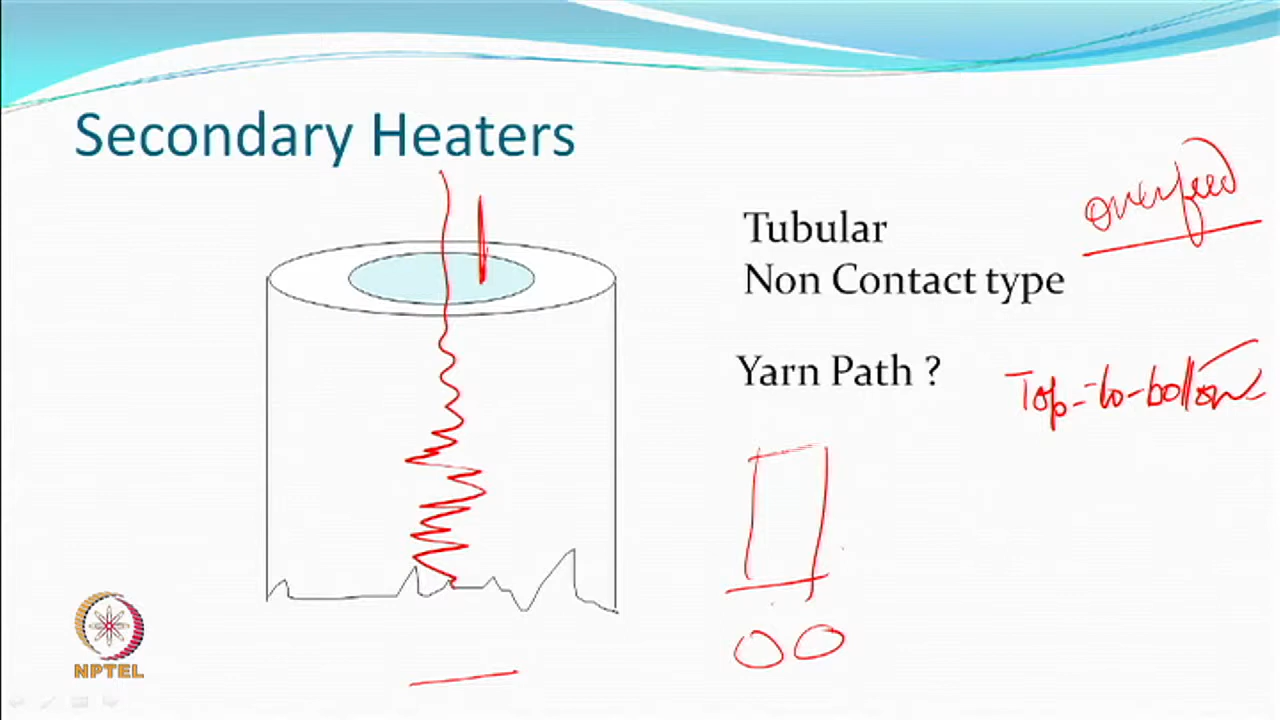 Secondary Heaters
overfeed
Tubular
Non Contact type
Yarn Path ?
Top-to-bottom
NPTEL